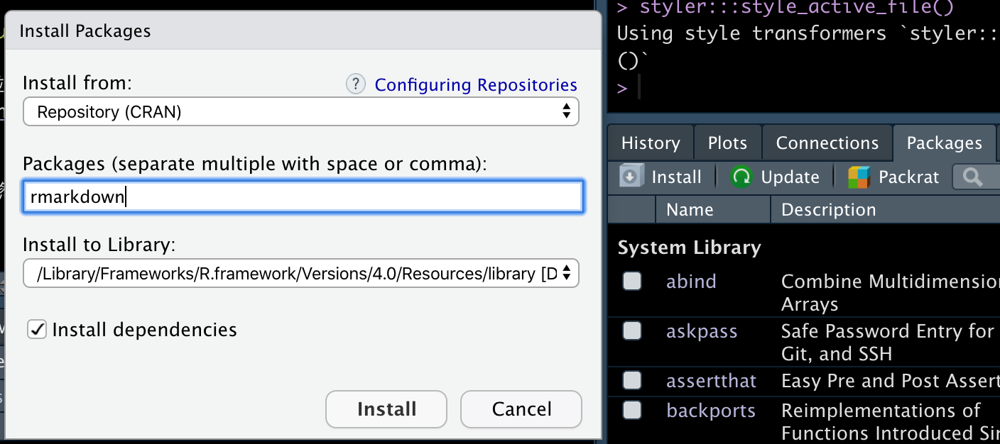 Install Packages
Install from:
? Configuring Repositories
Repository (CRAN)
Packages (separate multiple with space or comma):
rmarkdown
Install to Library:
/Library/Frameworks/R.framework/Versions/4.0/Resources/library [D
Install dependencies
Install
Cancel
> styler:::style_active_file()
Using style transformers `styler::
()`
>
History Plots Connections Packages
Install Update Packrat
Name Description
System Library
abind Combine Multidimension
Arrays
askpass Safe Password Entry for
Git, and SSH
assertthat Easy Pre and Post Assert
backports Reimplementations of
Functions Introduced Sin